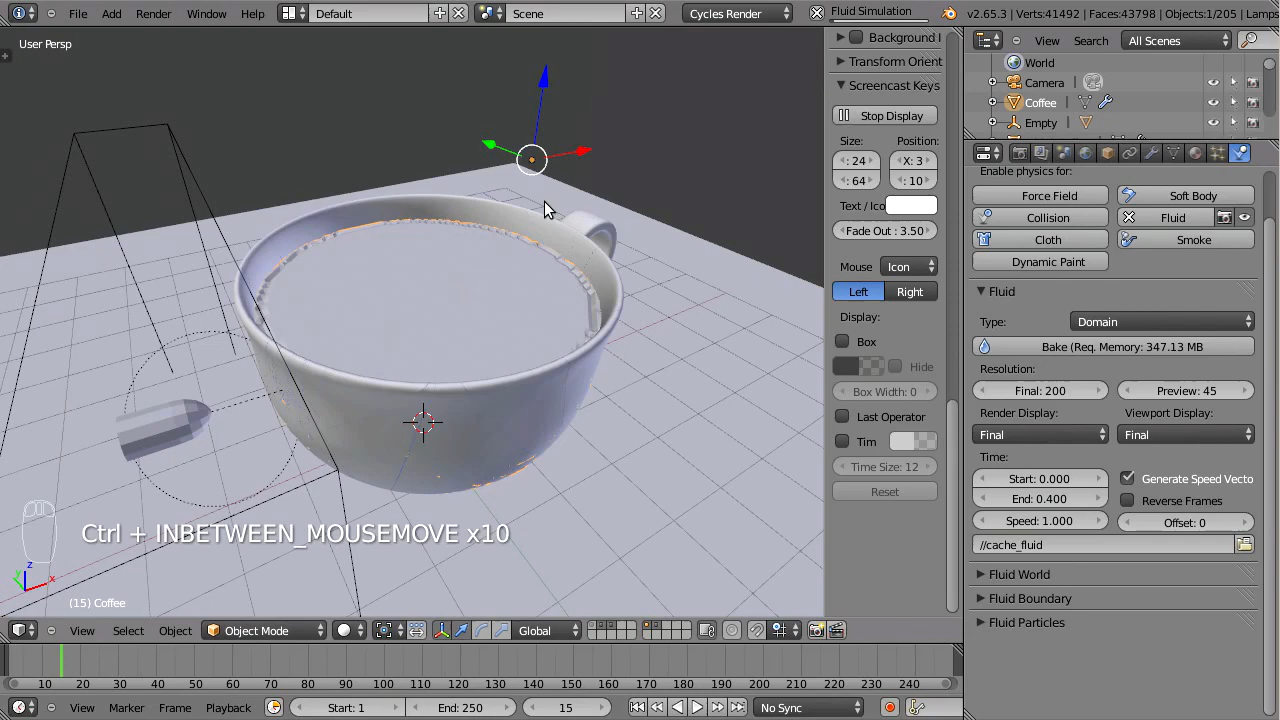 File Add Render Window Help Default Scene Cycles Render Fluid Simulation v2.65.3 | Verts:41492 | Faces:43798 | Objects:1/205 | Lamps
User Persp
Background I
Transform Orient
Screencast Keys
Stop Display
Size: Position:
: 24 X: 3
: 64 : 10
Text / Ico
Fade Out : 3.50
Mouse Icon
Left Right
Display:
Box
Hide
Box Width: 0
Last Operator
Tim
Time Size: 12
Reset
View Search All Scenes
World
Camera
Coffee
Empty
Enable physics for:
Force Field Soft Body
Collision Fluid
Cloth Smoke
Dynamic Paint
Fluid
Type: Domain
Bake (Req. Memory: 347.13 MB
Resolution:
Final: 200 Preview: 45
Render Display: Viewport Display:
Final Final
Time:
Start: 0.000 Generate Speed Vecto
End: 0.400 Reverse Frames
Speed: 1.000 Offset: 0
//cache_fluid
Fluid World
Fluid Boundary
Fluid Particles
Ctrl + INBETWEEN_MOUSEMOVE x10
z
y
x
(15) Coffee
View Select Object Object Mode Global
10 20 30 40 50 60 70 80 90 100 110 120 130 140 150 160 170 180 190 200 210 220 230 240
View Marker Frame Playback Start: 1 End: 250 15 No Sync